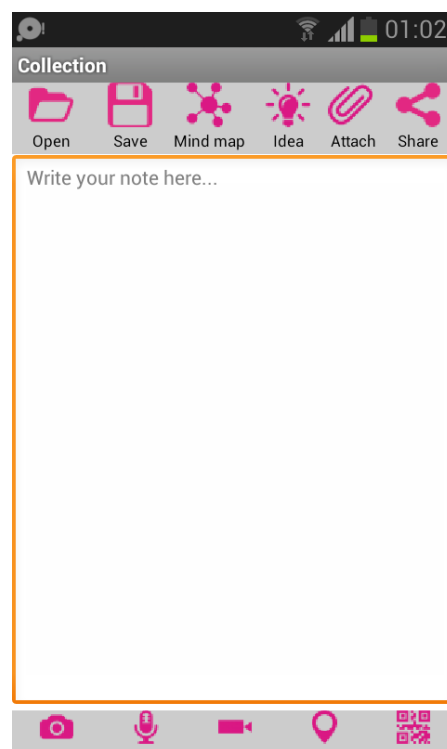 01:02
Collection
Open Save Mind map Idea Attach Share
Write your note here...